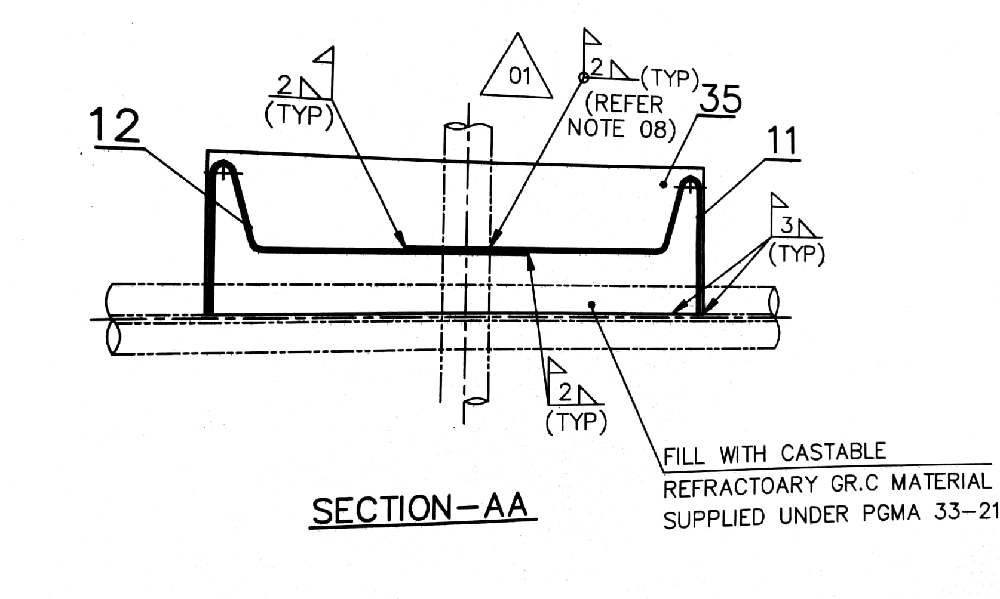 2
(TYP)
01
2 (TYP)
(REFER
NOTE 08)
35
12
11
3
(TYP)
2
(TYP)
FILL WITH CASTABLE
REFRACTOARY GR.C MATERIAL
SUPPLIED UNDER PGMA 33-21
SECTION-AA